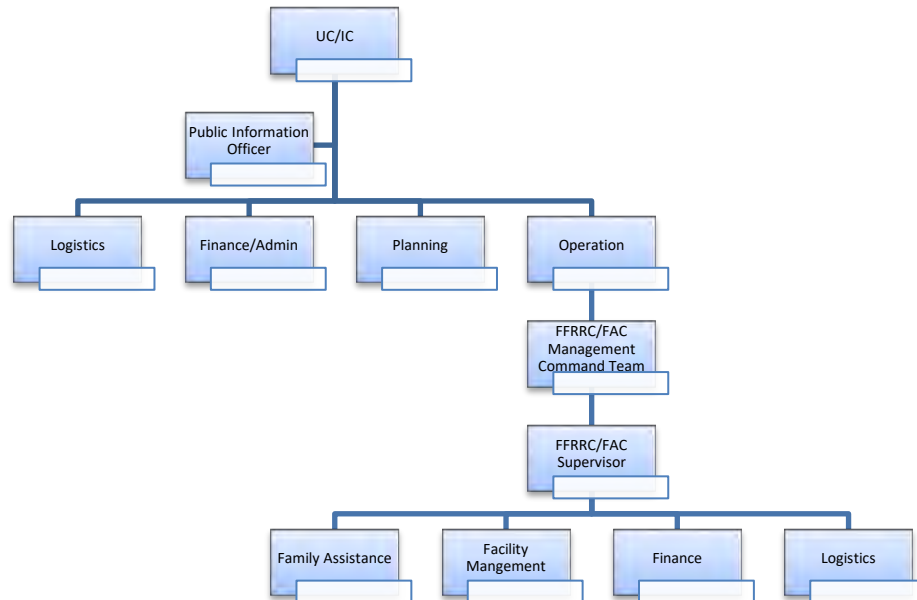 UC/IC
Public Information
Officer
Logistics
Finance/Admin
Planning
Operation
FFRRC/FAC
Management
Command Team
FFRRC/FAC
Supervisor
Family Assistance
Facility
Mangement
Finance
Logistics